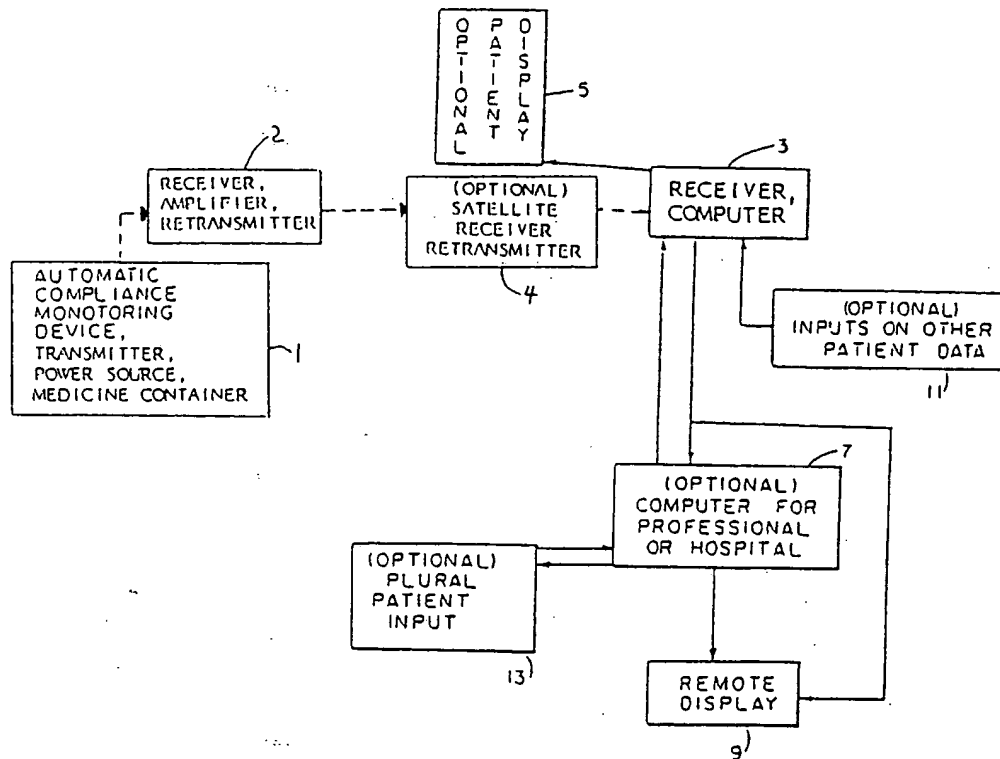 OPTIONAL
PATIENT
DISPLAY
5
2
RECEIVER,
AMPLIFIER,
RETRANSMITTER
(OPTIONAL)
SATELLITE
RECEIVER
RETRANSMITTER
4
3
RECEIVER,
COMPUTER
AUTOMATIC
COMPLIANCE
MONOTORING
DEVICE,
TRANSMITTER,
POWER SOURCE,
MEDICINE CONTAINER
1
(OPTIONAL)
INPUTS ON OTHER
PATIENT DATA
11
7
(OPTIONAL)
COMPUTER FOR
PROFESSIONAL
OR HOSPITAL
(OPTIONAL)
PLURAL
PATIENT
INPUT
13
REMOTE
DISPLAY
9